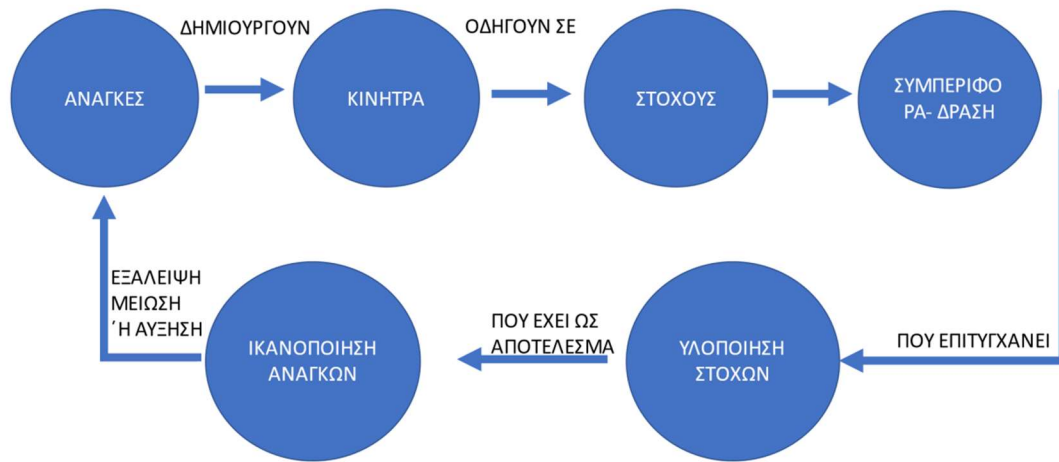 ΑΝΑΓΚΕΣ
ΔΗΜΙΟΥΡΓΟΥΝ
ΚΙΝΗΤΡΑ
ΟΔΗΓΟΥΝ ΣΕ
ΣΤΟΧΟΥΣ
ΣΥΜΠΕΡΙΦΟ
ΡΑ- ΔΡΑΣΗ
ΠΟΥ ΕΠΙΤΥΓΧΑΝΕΙ
ΥΛΟΠΟΙΗΣΗ
ΣΤΟΧΩΝ
ΠΟΥ ΕΧΕΙ ΩΣ
ΑΠΟΤΕΛΕΣΜΑ
ΙΚΑΝΟΠΟΙΗΣΗ
ΑΝΑΓΚΩΝ
ΕΞΑΛΕΙΨΗ
ΜΕΙΩΣΗ
΄Η ΑΥΞΗΣΗ